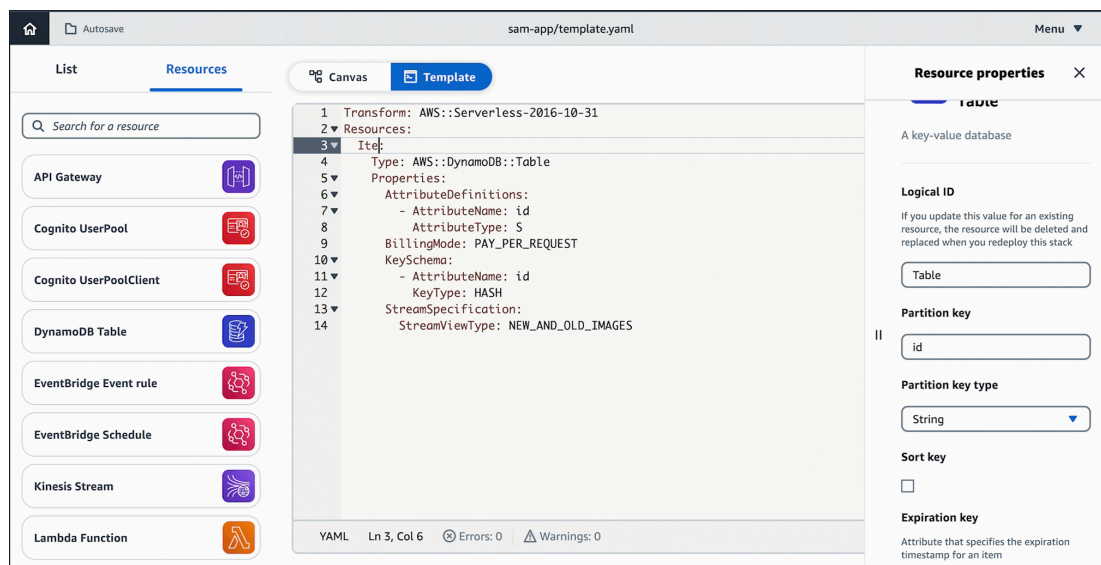 Autosave
sam-app/template.yaml
Menu
List
Resources
Search for a resource
API Gateway
Cognito UserPool
Cognito UserPoolClient
DynamoDB Table
EventBridge Event rule
EventBridge Schedule
Kinesis Stream
Lambda Function
Canvas
Template
1 Transform: AWS::Serverless-2016-10-31
2 Resources:
3 Ite:
4 Type: AWS::DynamoDB::Table
5 Properties:
6 AttributeDefinitions:
7 - AttributeName: id
8 AttributeType: S
9 BillingMode: PAY_PER_REQUEST
10 KeySchema:
11 - AttributeName: id
12 KeyType: HASH
13 StreamSpecification:
14 StreamViewType: NEW_AND_OLD_IMAGES
YAML Ln 3, Col 6 Errors: 0 Warnings: 0
Resource properties
Table
A key-value database
Logical ID
If you update this value for an existing
resource, the resource will be deleted and
replaced when you redeploy this stack
Table
Partition key
id
Partition key type
String
Sort key
Expiration key
Attribute that specifies the expiration
timestamp for an item